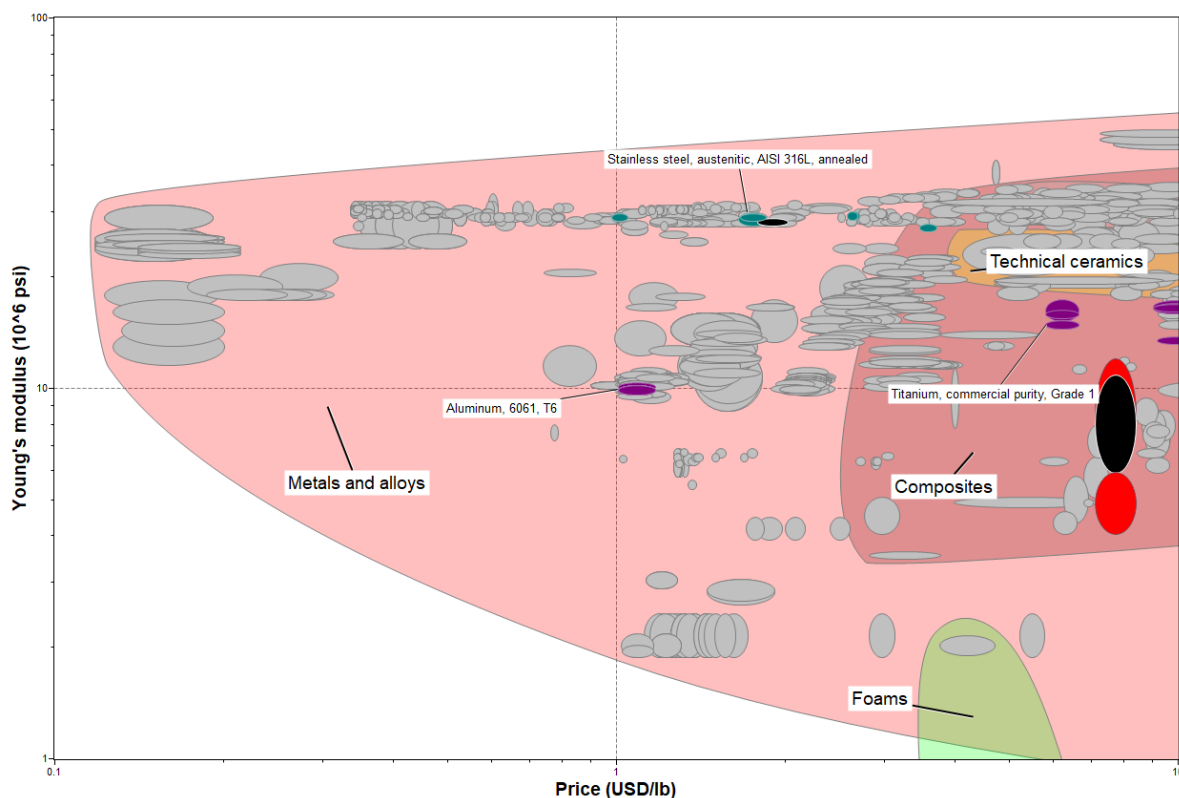 100
Stainless steel, austenitic, AISI 316L, annealed
Technical ceramics
10
Titanium, commercial purity, Grade 1
Aluminum, 6061, T6
Metals and alloys
Composites
Foams
1
0.1
1
10
Price (USD/lb)
Young's modulus (10^6 psi)